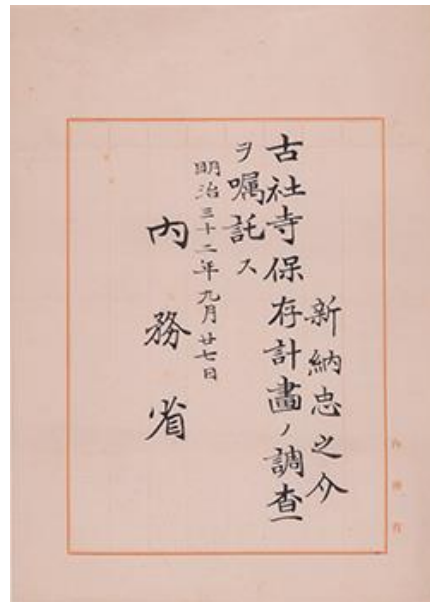 新納忠之介
古社寺保存計畫ノ調査
ヲ嘱託ス
明治三十二年九月廿七日
内務省